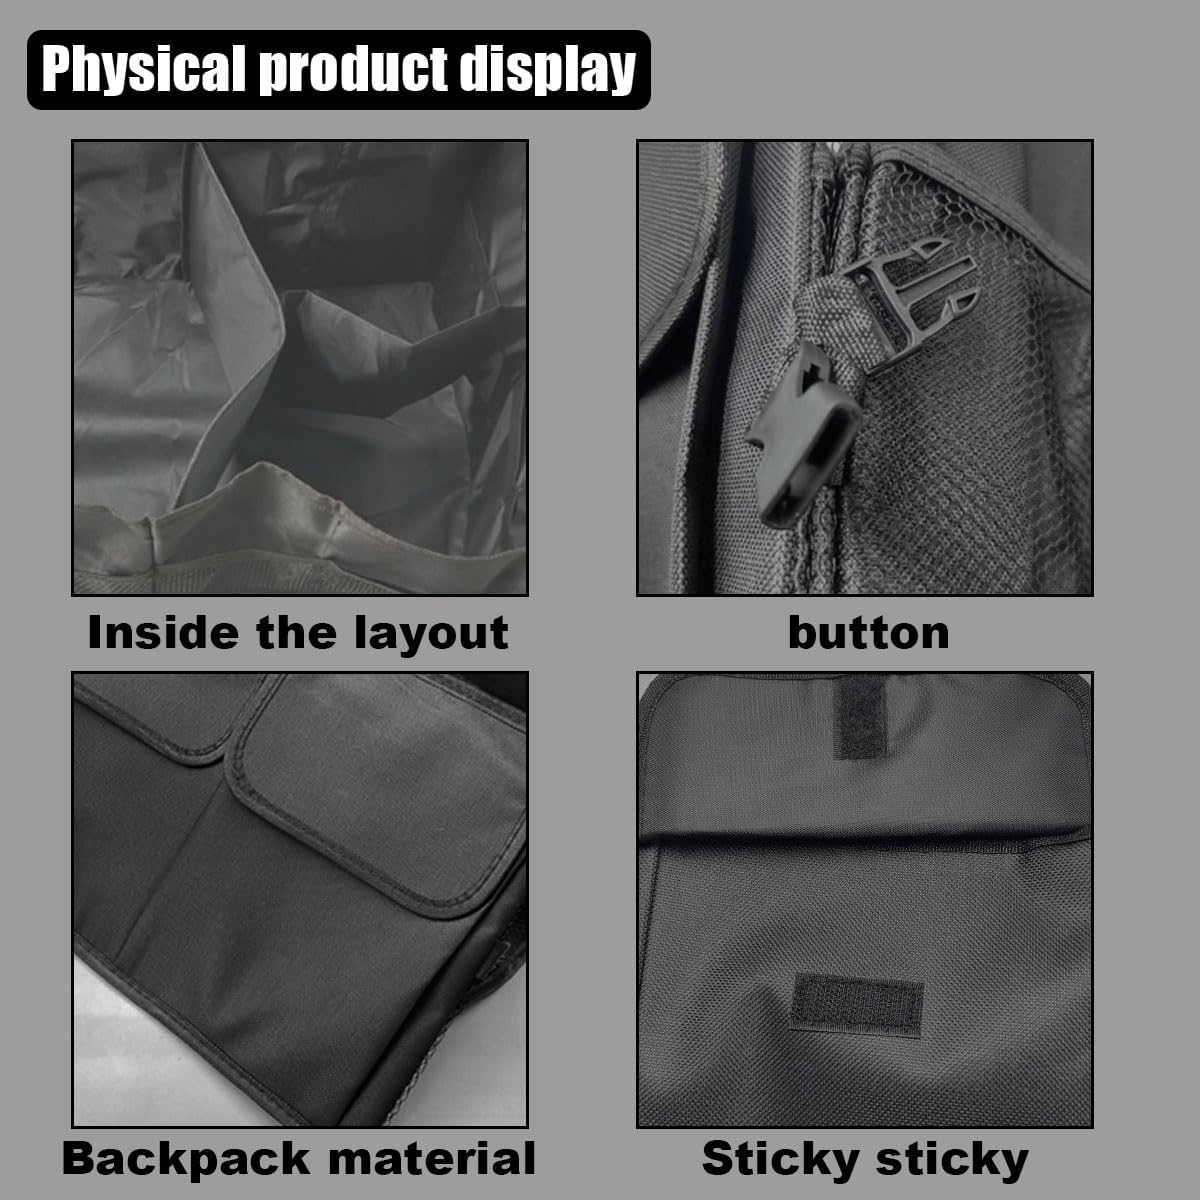 Physical product display
Inside the layout
button
Backpack material
Sticky sticky